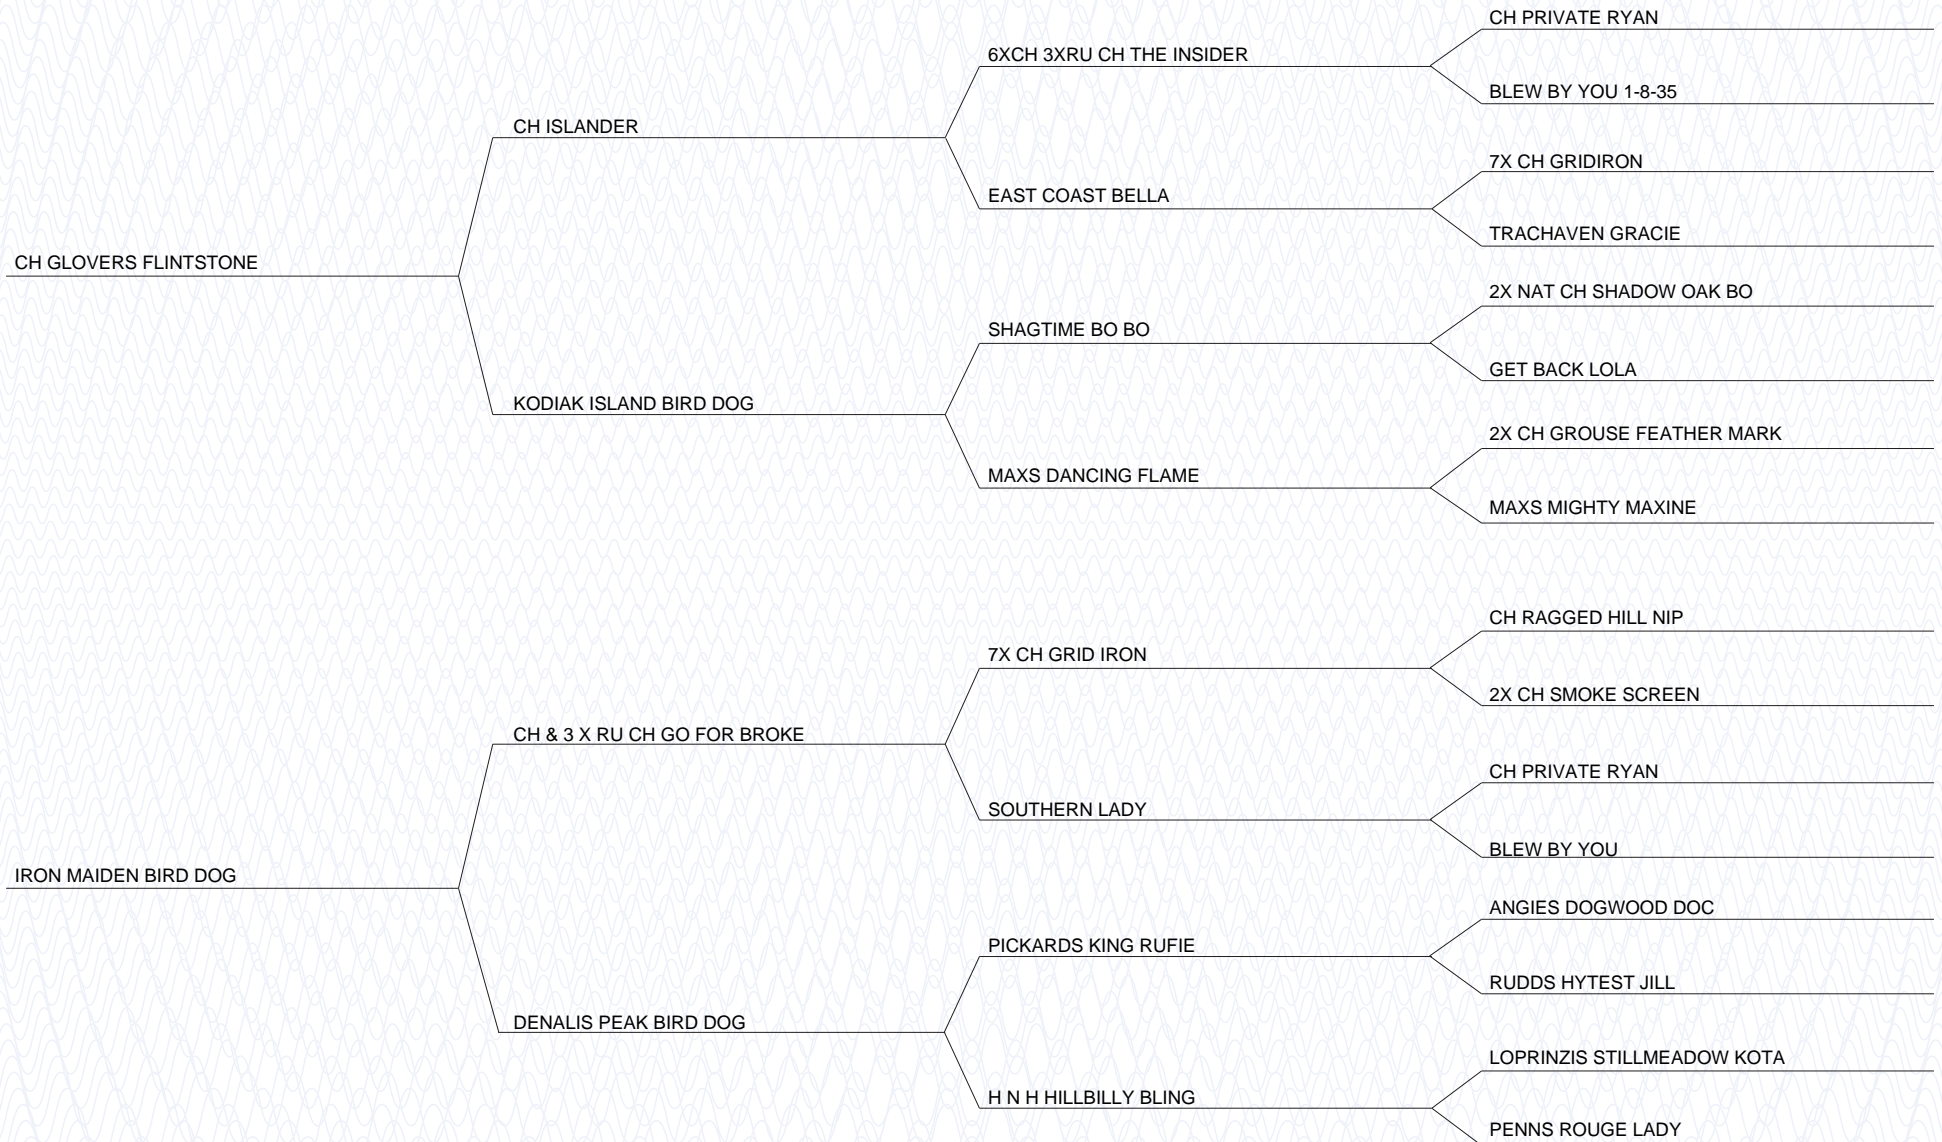 CH PRIVATE RYAN
6XCH 3XRU CH THE INSIDER
BLEW BY YOU 1-8-35
CH ISLANDER
7X CH GRIDIRON
EAST COAST BELLA
TRACHAVEN GRACIE
CH GLOVERS FLINTSTONE
2X NAT CH SHADOW OAK BO
SHAGTIME BO BO
GET BACK LOLA
KODIAK ISLAND BIRD DOG
2X CH GROUSE FEATHER MARK
MAXS DANCING FLAME
MAXS MIGHTY MAXINE
CH RAGGED HILL NIP
7X CH GRID IRON
2X CH SMOKE SCREEN
CH & 3 X RU CH GO FOR BROKE
CH PRIVATE RYAN
SOUTHERN LADY
BLEW BY YOU
IRON MAIDEN BIRD DOG
ANGIES DOGWOOD DOC
PICKARDS KING RUFIE
RUDDS HYTEST JILL
DENALIS PEAK BIRD DOG
LOPRINZIS STILLMEADOW KOTA
H N H HILLBILLY BLING
PENNS ROUGE LADY